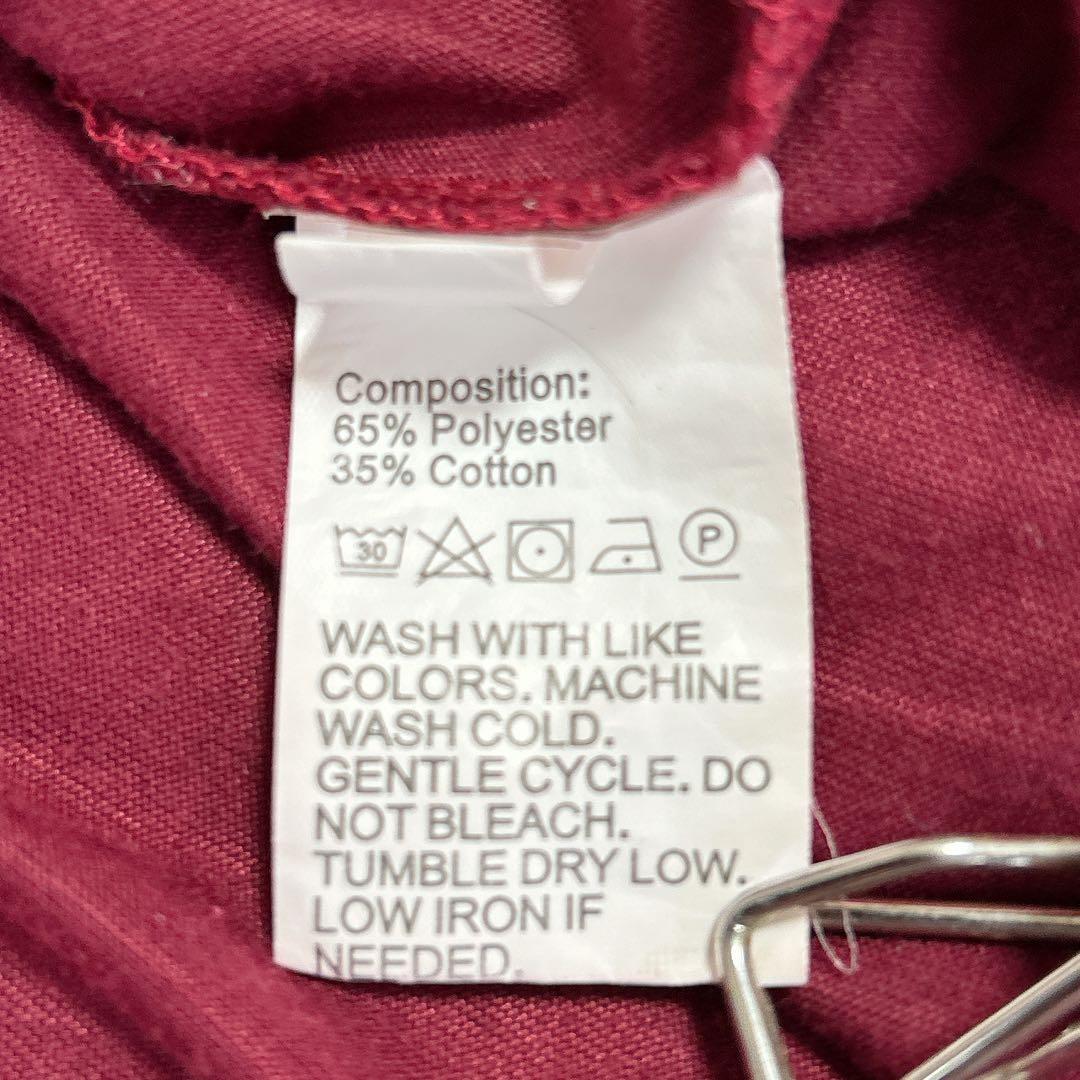 Composition:
65% Polyester
35% Cotton
30 P
WASH WITH LIKE
COLORS. MACHINE
WASH COLD.
GENTLE CYCLE. DO
NOT BLEACH.
TUMBLE DRY LOW.
LOW IRON IF
NEEDED.